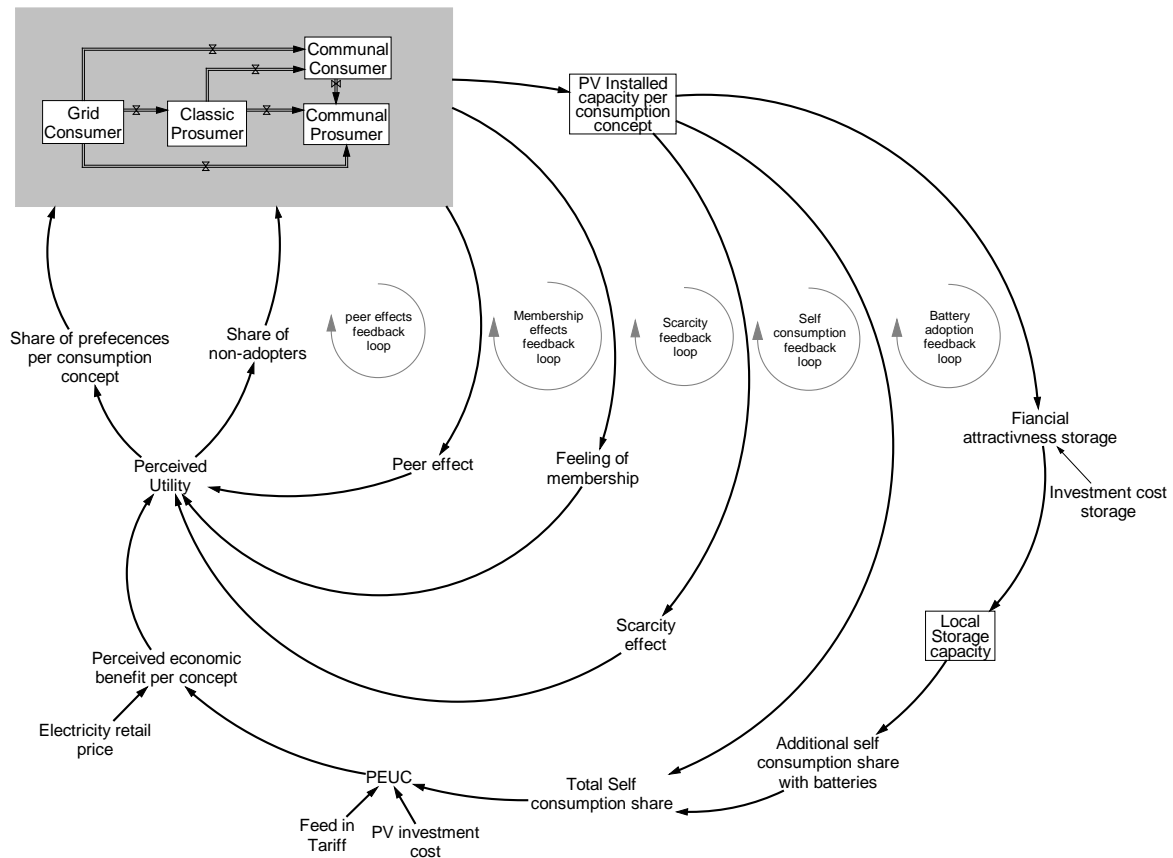 Communal
Consumer
Grid
Consumer
Classic
Prosumer
Communal
Prosumer
PV Installed
capacity per
consumption
concept
Share of prefecences
per consumption
concept
Share of
non-adopters
peer effects
feedback
loop
Membership
effects
feedback
loop
Scarcity
feedback
loop
Self
consumption
feedback
loop
Battery
adoption
feedback
loop
Fiancial
attractivness storage
Investment cost
storage
Perceived
Utility
Peer effect
Feeling of
membership
Scarcity
effect
Local
Storage
capacity
Perceived economic
benefit per concept
Electricity retail
price
PEUC
Feed in
Tariff
PV investment
cost
Total Self
consumption share
Additional self
consumption share
with batteries